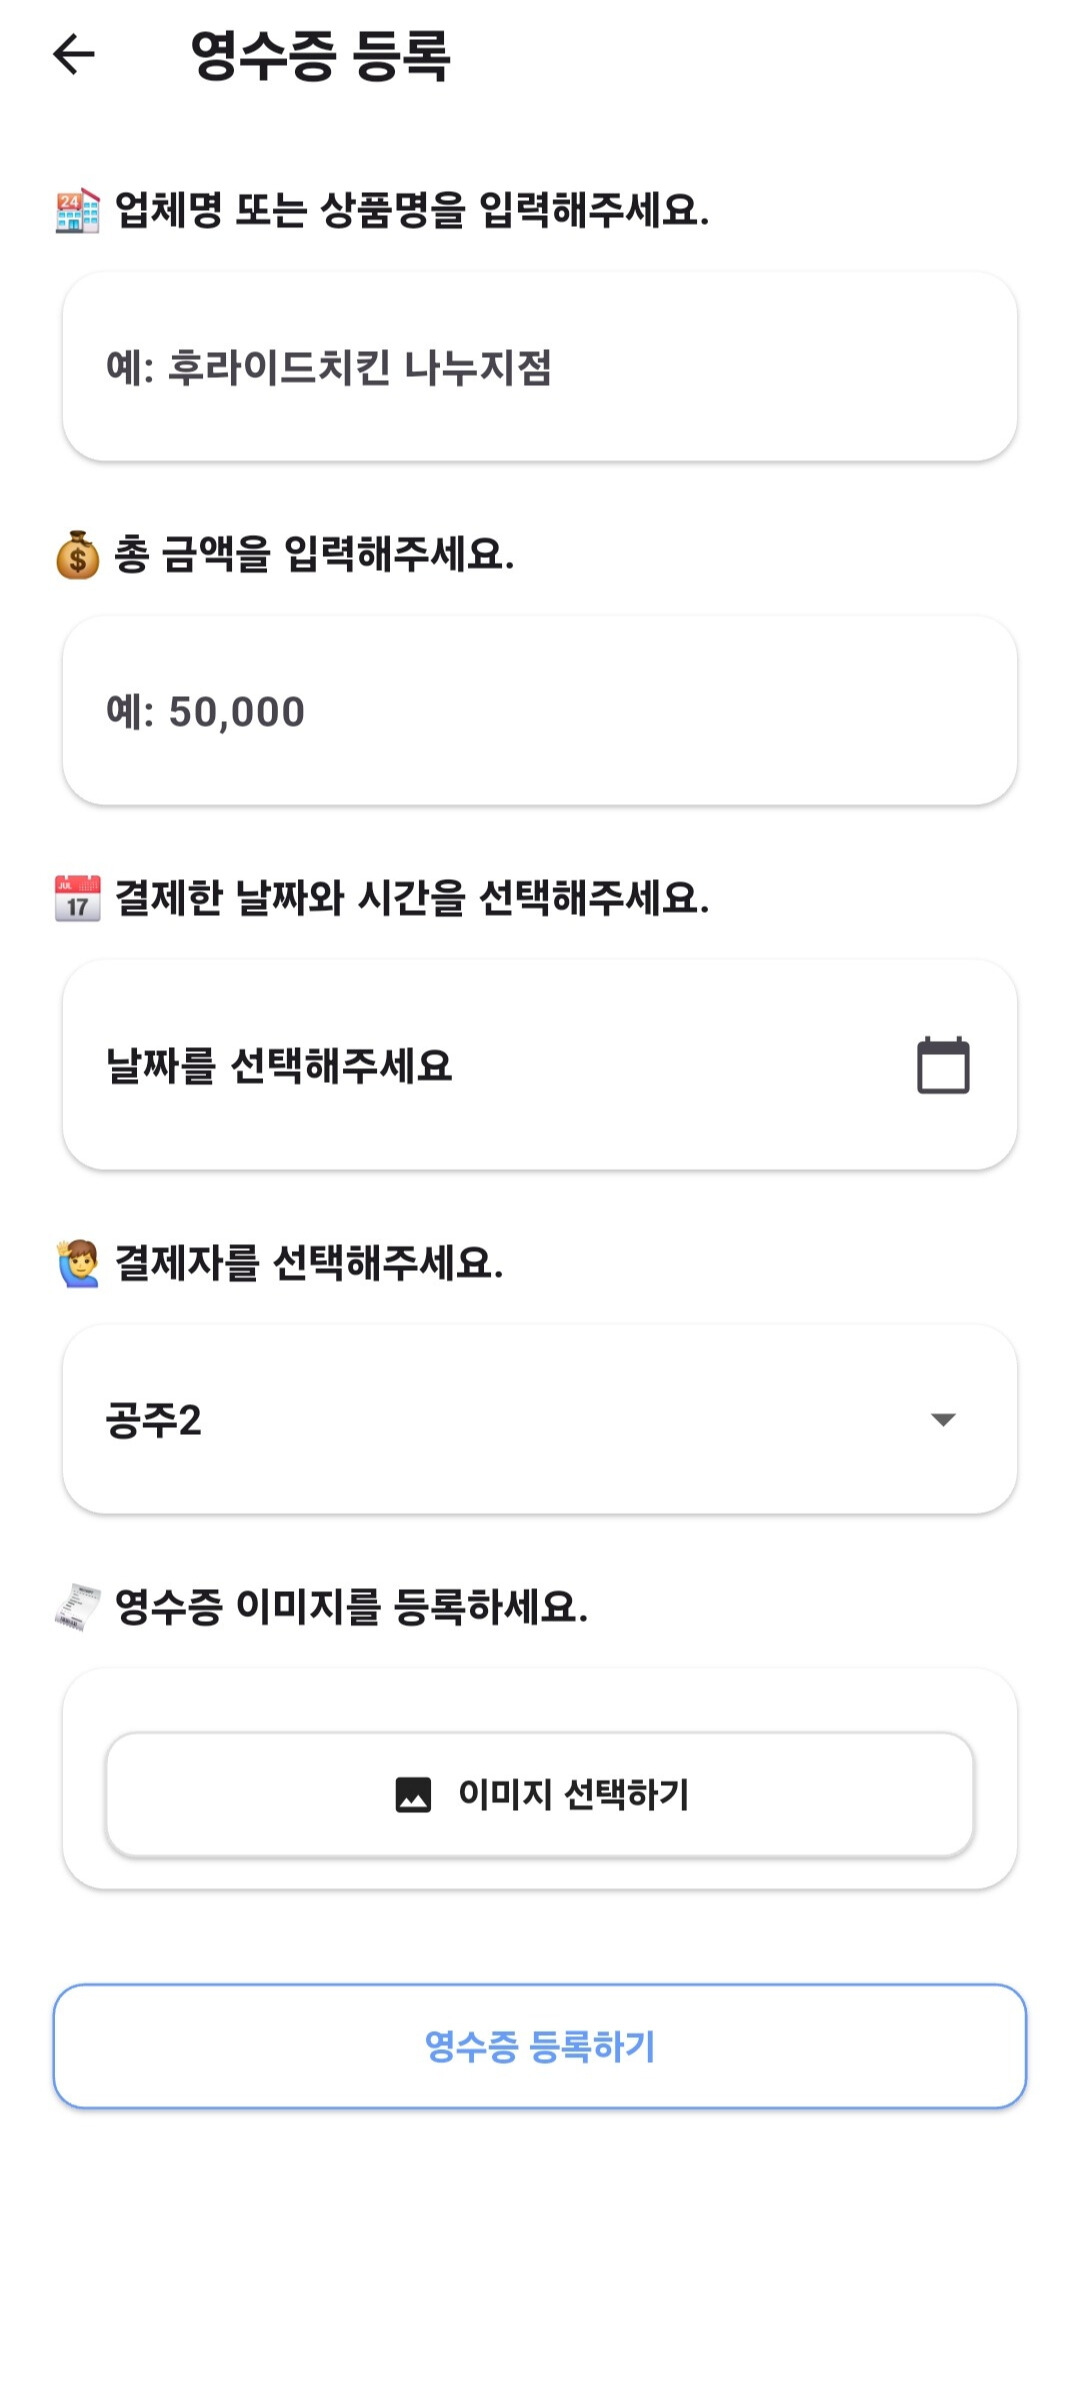 영수증 등록
업체명 또는 상품명을 입력해주세요.
예: 후라이드치킨 나누지점
총 금액을 입력해주세요.
예: 50,000
결제한 날짜와 시간을 선택해주세요.
날짜를 선택해주세요
결제자를 선택해주세요.
공주2
영수증 이미지를 등록하세요.
이미지 선택하기
영수증 등록하기